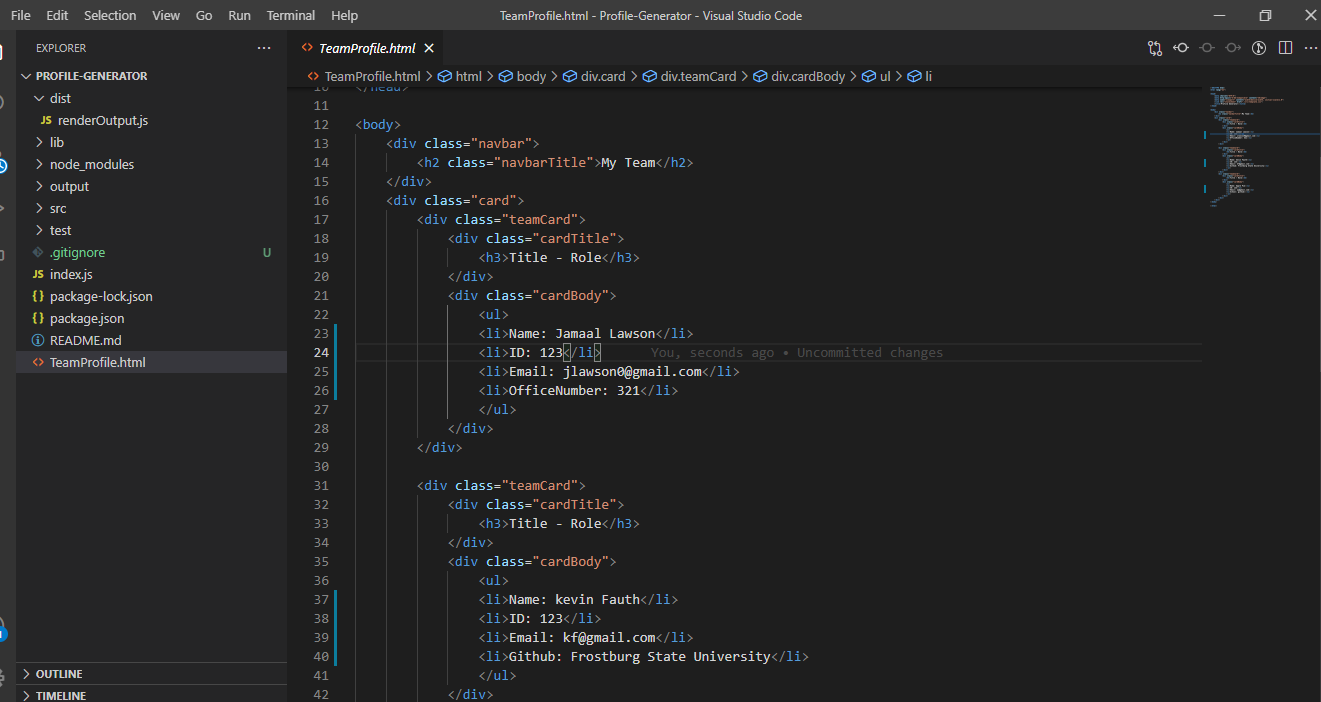 File Edit Selection View Go Run Terminal Help TeamProfile.html - Profile-Generator - Visual Studio Code
EXPLORER ···
PROFILE-GENERATOR
dist
JS renderOutput.js
lib
node_modules
output
src
test
.gitignore U
JS index.js
{} package-lock.json
{} package.json
README.md
<> TeamProfile.html
OUTLINE
TIMELINE
<> TeamProfile.html
<> TeamProfile.html > html > body > div.card > div.teamCard > div.cardBody > ul > li
10 </head>
11
12 <body>
13 <div class="navbar">
14 <h2 class="navbarTitle">My Team</h2>
15 </div>
16 <div class="card">
17 <div class="teamCard">
18 <div class="cardTitle">
19 <h3>Title - Role</h3>
20 </div>
21 <div class="cardBody">
22 <ul>
23 <li>Name: Jamaal Lawson</li>
24 <li>ID: 123</li> You, seconds ago • Uncommitted changes
25 <li>Email: jlawson0@gmail.com</li>
26 <li>OfficeNumber: 321</li>
27 </ul>
28 </div>
29 </div>
30
31 <div class="teamCard">
32 <div class="cardTitle">
33 <h3>Title - Role</h3>
34 </div>
35 <div class="cardBody">
36 <ul>
37 <li>Name: kevin Fauth</li>
38 <li>ID: 123</li>
39 <li>Email: kf@gmail.com</li>
40 <li>Github: Frostburg State University</li>
41 </ul>
42 </div>